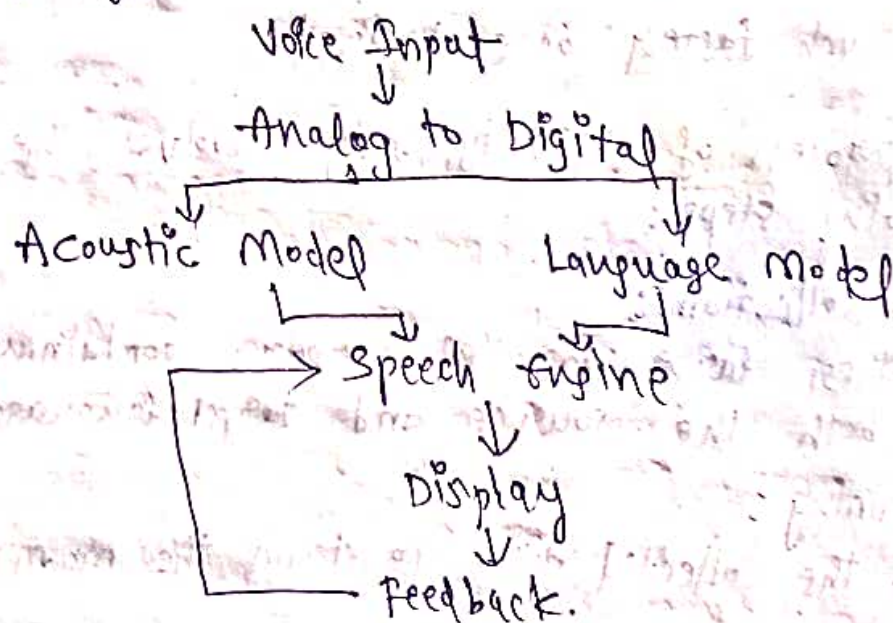 Voice Input
Analog to Digital
Acoustic Model Language Model
Speech Engine
Display
Feedback.